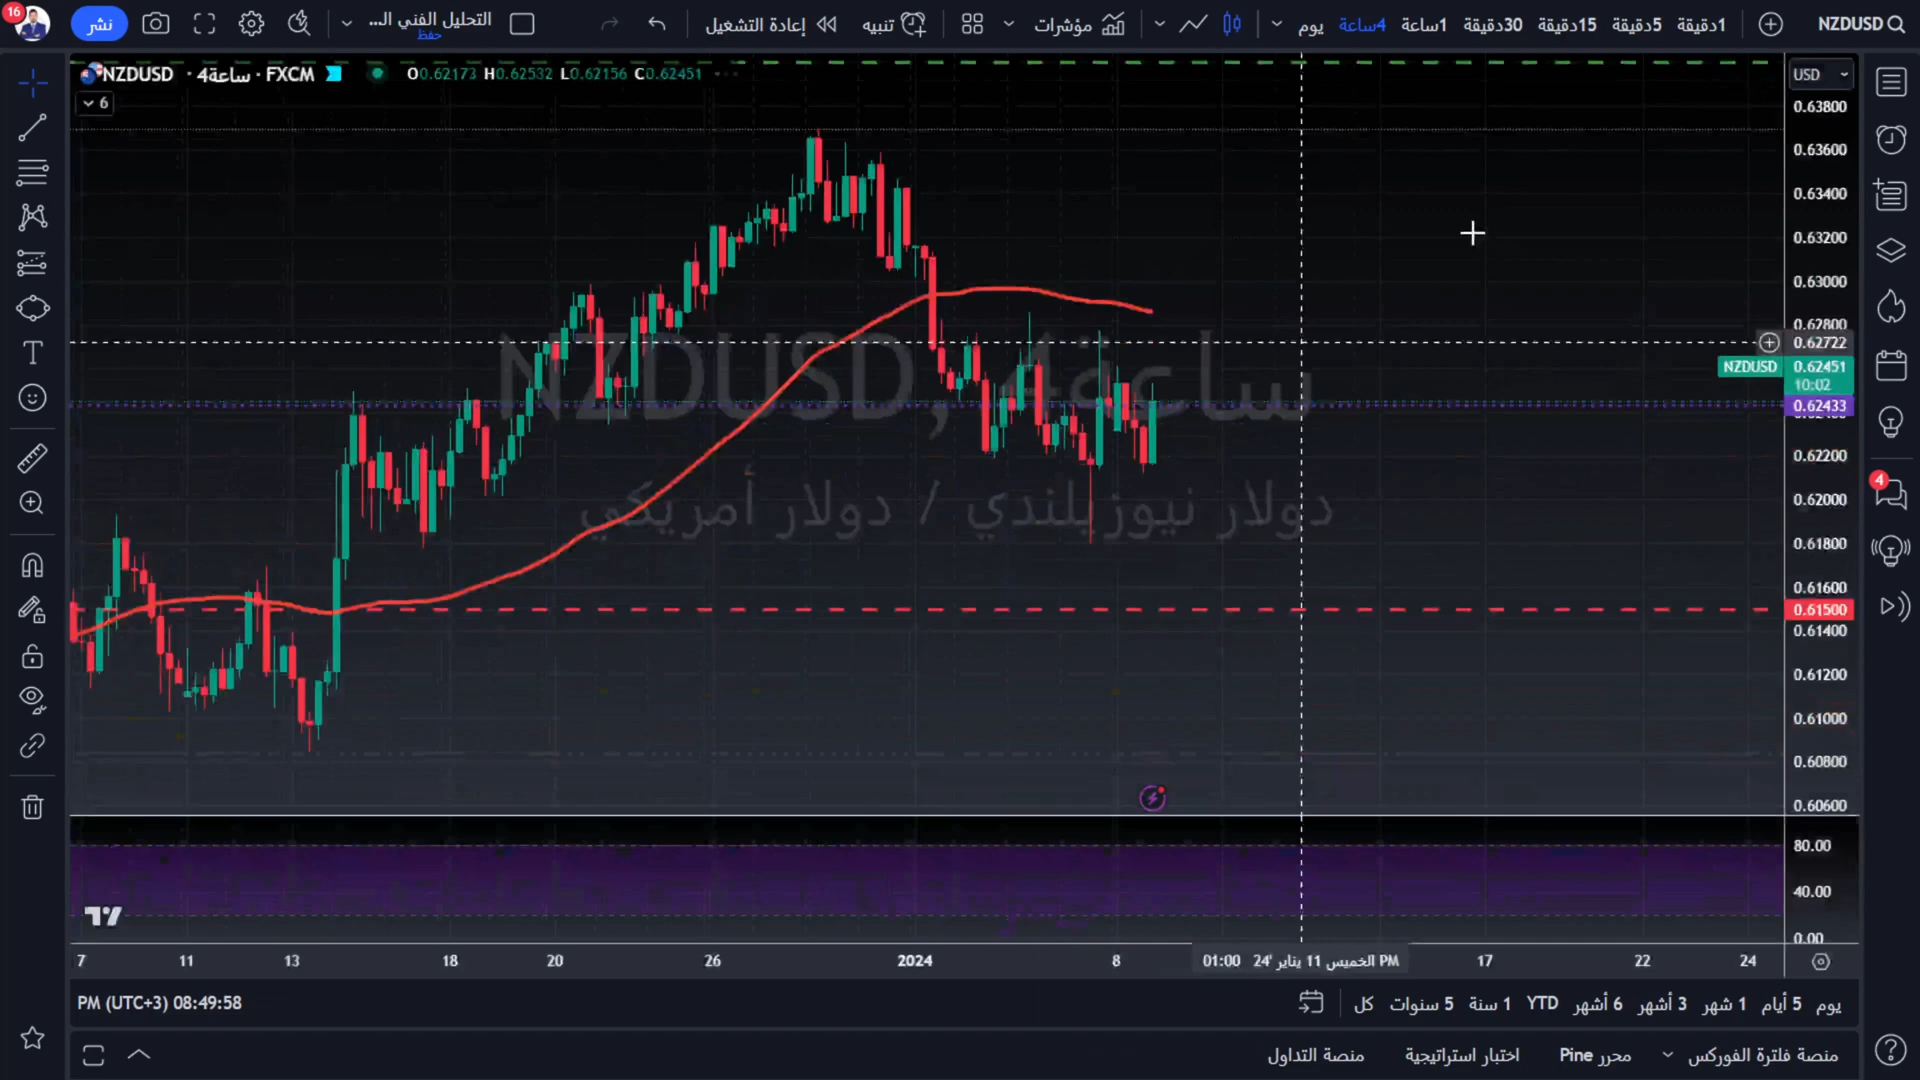 16
نشر
التحليل الفني الـ...
حفظ
إعادة التشغيل
تنبيه
مؤشرات
يوم
4ساعة
1ساعة
30دقيقة
15دقيقة
5دقيقة
1دقيقة
NZDUSD
NZDUSD · 4ساعة · FXCM
O0.62173 H0.62532 L0.62156 C0.62451
6
USD
0.63800
0.63600
0.63400
0.63200
0.63000
0.62800
0.62722
NZDUSD 0.62451
10:02
0.62433
0.62200
0.62000
0.61800
0.61600
0.61500
0.61400
0.61200
0.61000
0.60800
0.60600
80.00
40.00
0.00
NZDUSD, 4ساعة
دولار نيوزيلندي / دولار أمريكي
4
7 11 13 18 20 26 2024 8 01:00 PM الخميس 11 يناير '24 17 22 24
PM (UTC+3) 08:49:58
يوم 5 أيام 1 شهر 3 أشهر 6 أشهر YTD 1 سنة 5 سنوات كل
منصة فلترة الفوركس
محرر Pine
اختبار استراتيجية
منصة التداول